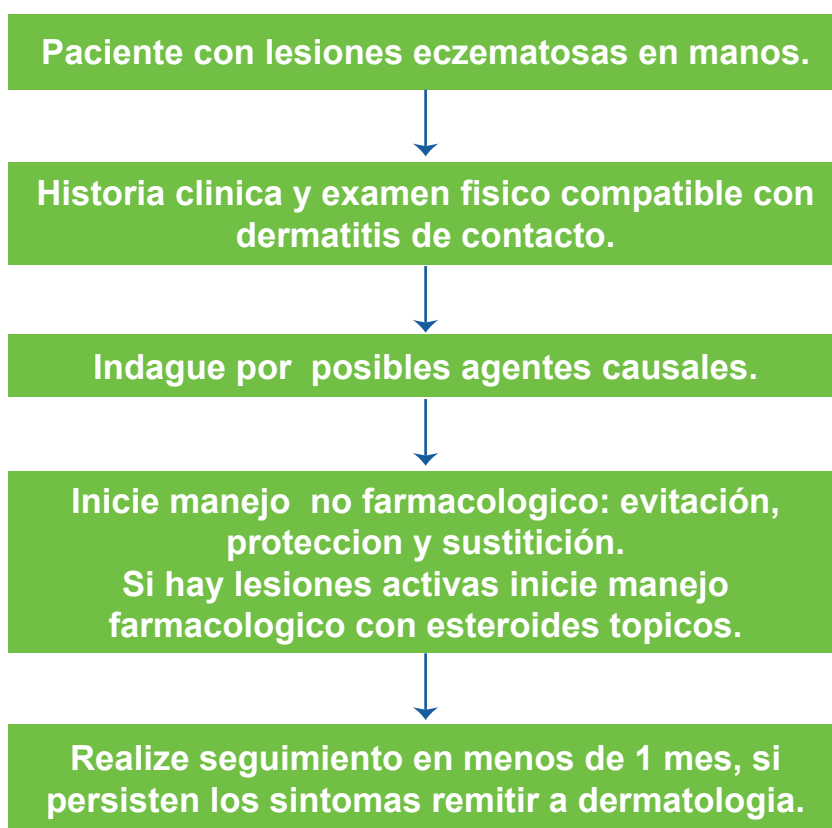 Paciente con lesiones eczematosas en manos.
Historia clinica y examen fisico compatible con
dermatitis de contacto.
Indague por  posibles agentes causales.
Inicie manejo  no farmacologico: evitación,
proteccion y sustitición.
Si hay lesiones activas inicie manejo
farmacologico con esteroides topicos.
Realize seguimiento en menos de 1 mes, si
persisten los sintomas remitir a dermatologia.